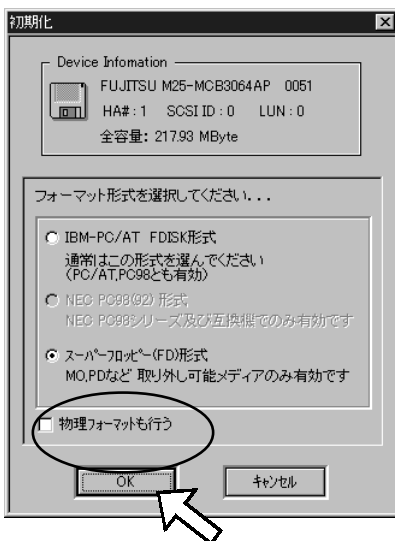 初期化
Device Infomation
FUJITSU M25-MCB3064AP 0051
HA# : 1 SCSI ID : 0 LUN : 0
全容量: 217.93 MByte
フォーマット形式を選択してください...
IBM-PC/AT FDISK形式
通常はこの形式を選んでください
(PC/AT,PC98とも有効)
NEC PC98(92) 形式
NEC PC98シリーズ及び互換機でのみ有効です
スーパーフロッピー(FD)形式
MO,PDなど 取り外し可能メディアのみ有効です
物理フォーマットも行う
OK
キャンセル